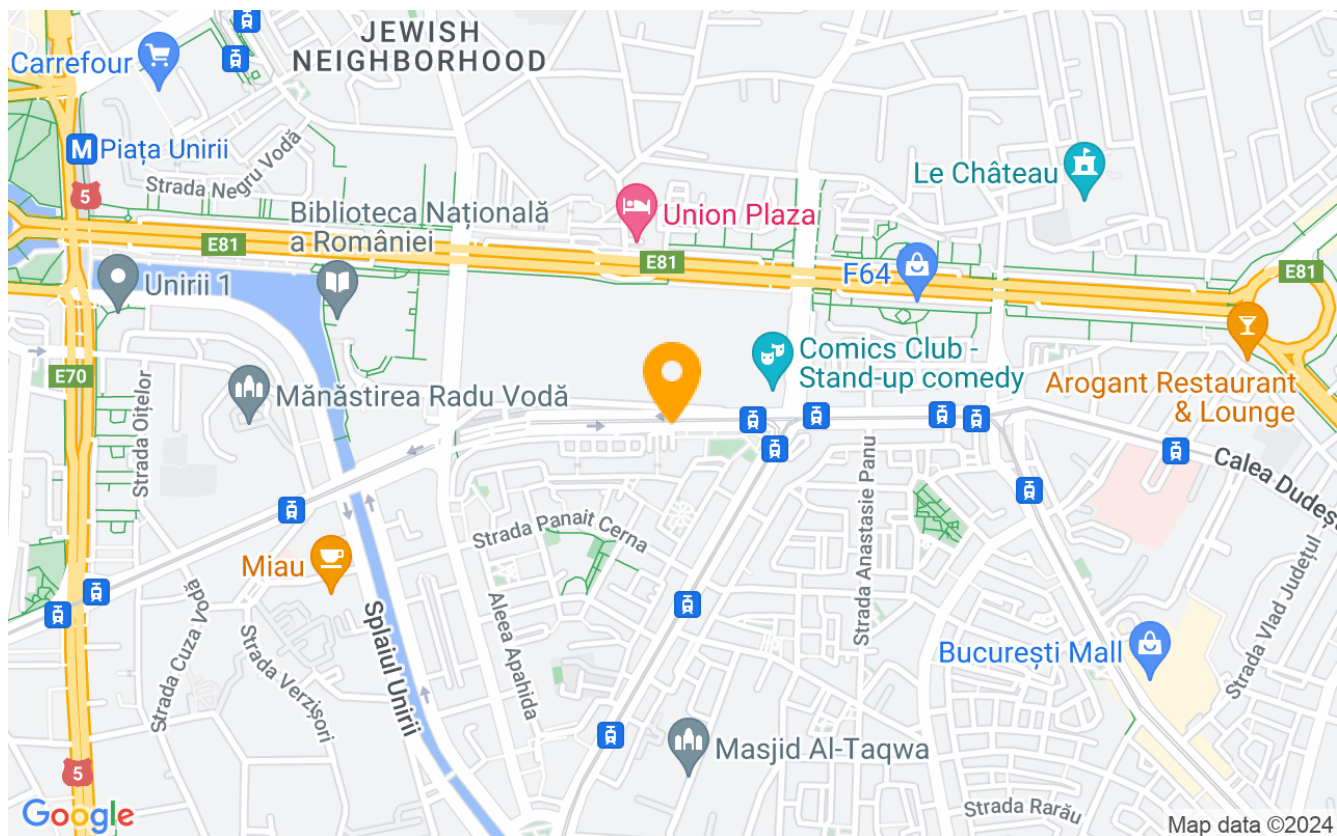 JEWISH
NEIGHBORHOOD
Carrefour
M Piața Unirii
Strada Negru Vodă
5
Le Château
Biblioteca Națională
a României
Union Plaza
E81
E81
E81
F64
Unirii 1
Comics Club -
Stand-up comedy
E70
Strada Oițelor
Mănăstirea Radu Vodă
Arogant Restaurant
& Lounge
Calea Dudeș
Strada Panait Cerna
Strada Anastasie Panu
Miau
Aleea Apahida
Splaiul Unirii
Strada Cuza Vodă
Strada Verzișori
Strada Vlad Județul
București Mall
Masjid Al-Taqwa
5
Strada Rarău
Google
Map data ©2024